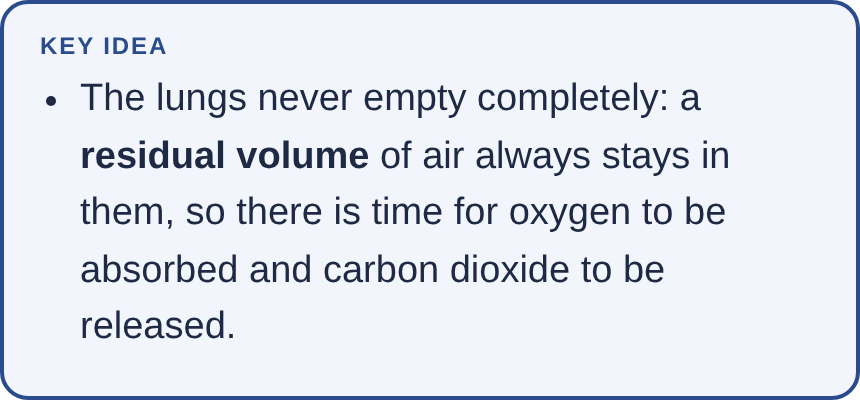 KEY IDEA
• The lungs never empty completely: a
residual volume of air always stays in
them, so there is time for oxygen to be
absorbed and carbon dioxide to be
released.